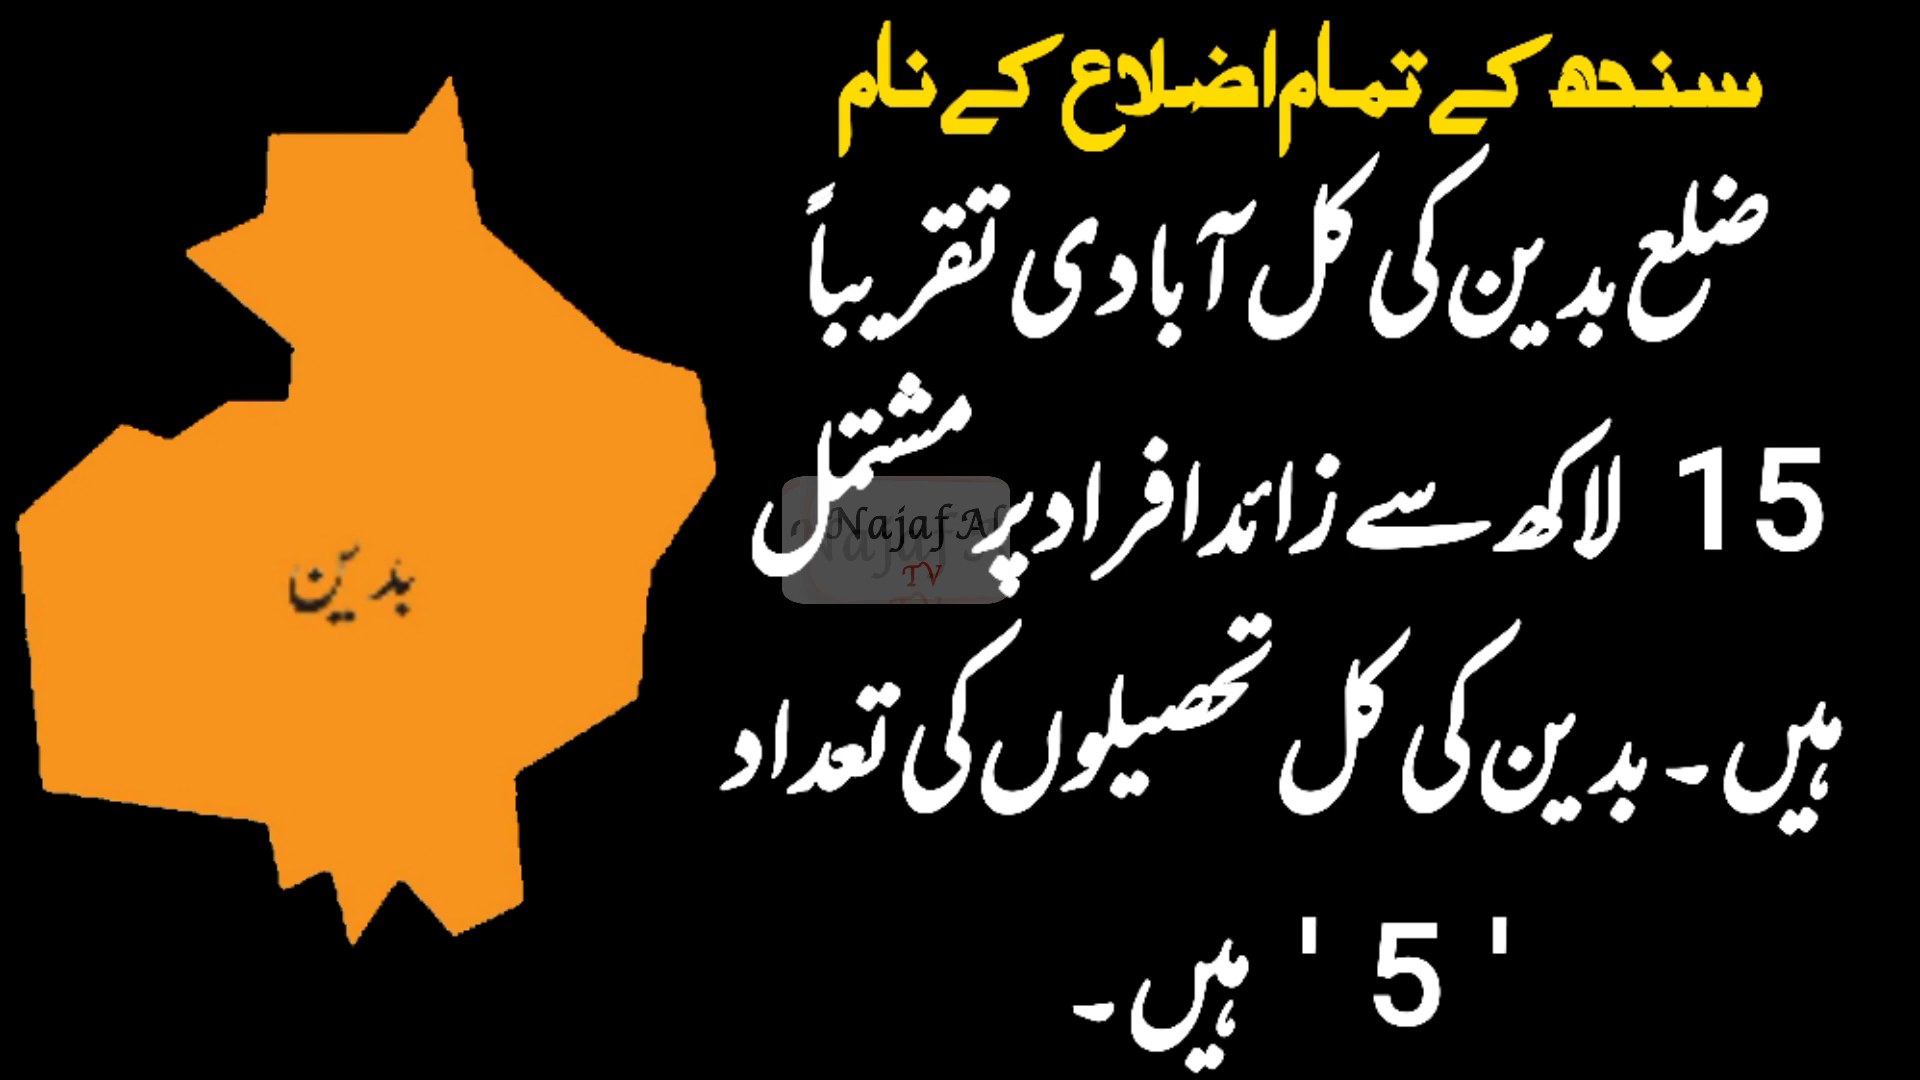 سندھ کے تمام اضلاع کے نام
ضلع بدین کی کل آبادی تقریباً
15 لاکھ سے زائد افراد پر مشتمل
ہیں۔ بدین کی کل تحصیلوں کی تعداد
' 5 ' ہیں۔
بدین
Najaf Al
TV